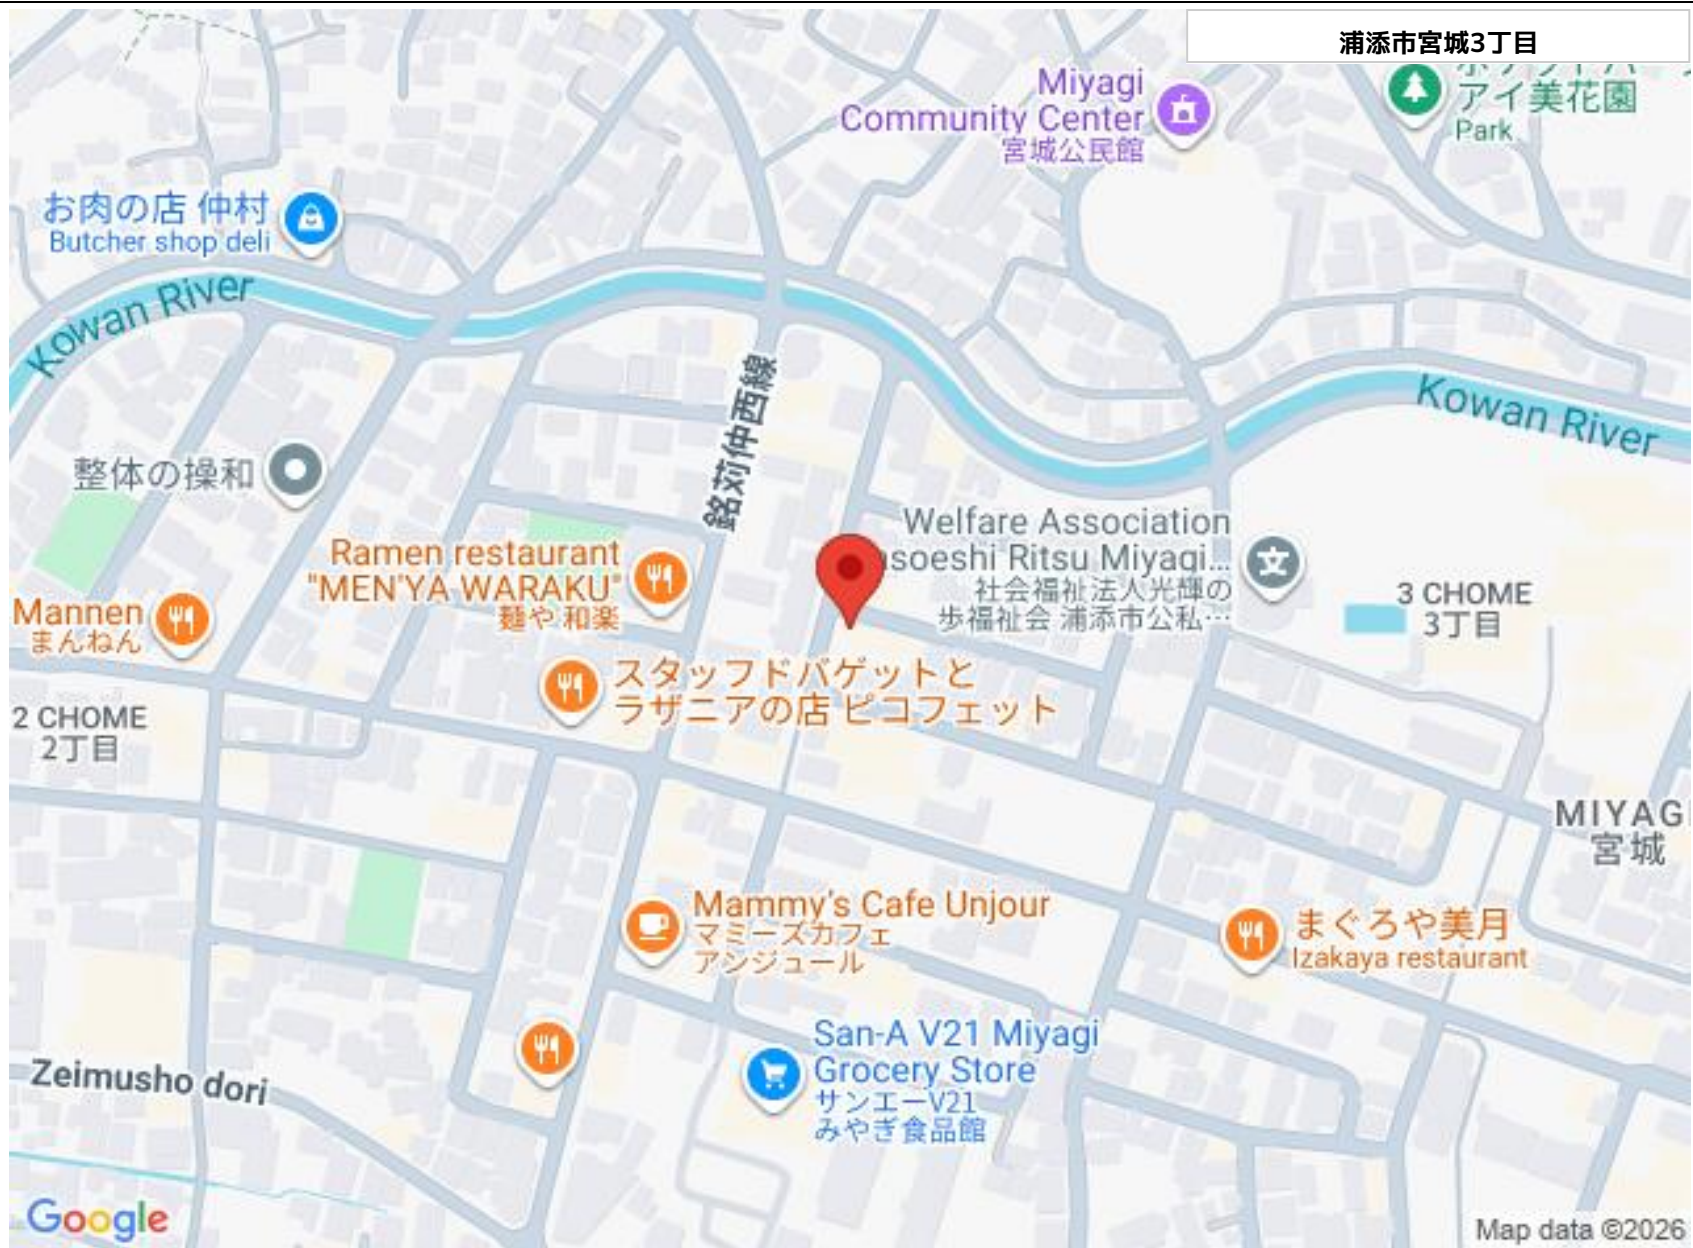 浦添市宮城3丁目
Miyagi
Community Center
宮城公民館
アイ美花園
Park
お肉の店 仲村
Butcher shop deli
Kowan River
Kowan River
銘苅仲西線
整体の操和
Ramen restaurant
"MEN'YA WARAKU"
麺や 和楽
Welfare Association
Ritsu Miyagi...
社会福祉法人光輝の
歩福祉会 浦添市公私…
3 CHOME
3丁目
Mannen
まんねん
スタッフドバゲットと
ラザニアの店 ピコフェット
2 CHOME
2丁目
MIYAGI
宮城
Mammy's Cafe Unjour
マミーズカフェ
アンジュール
まぐろや美月
Izakaya restaurant
San-A V21 Miyagi
Grocery Store
サンエーV21
みやぎ食品館
Zeimusho dori
Google
Map data ©2026